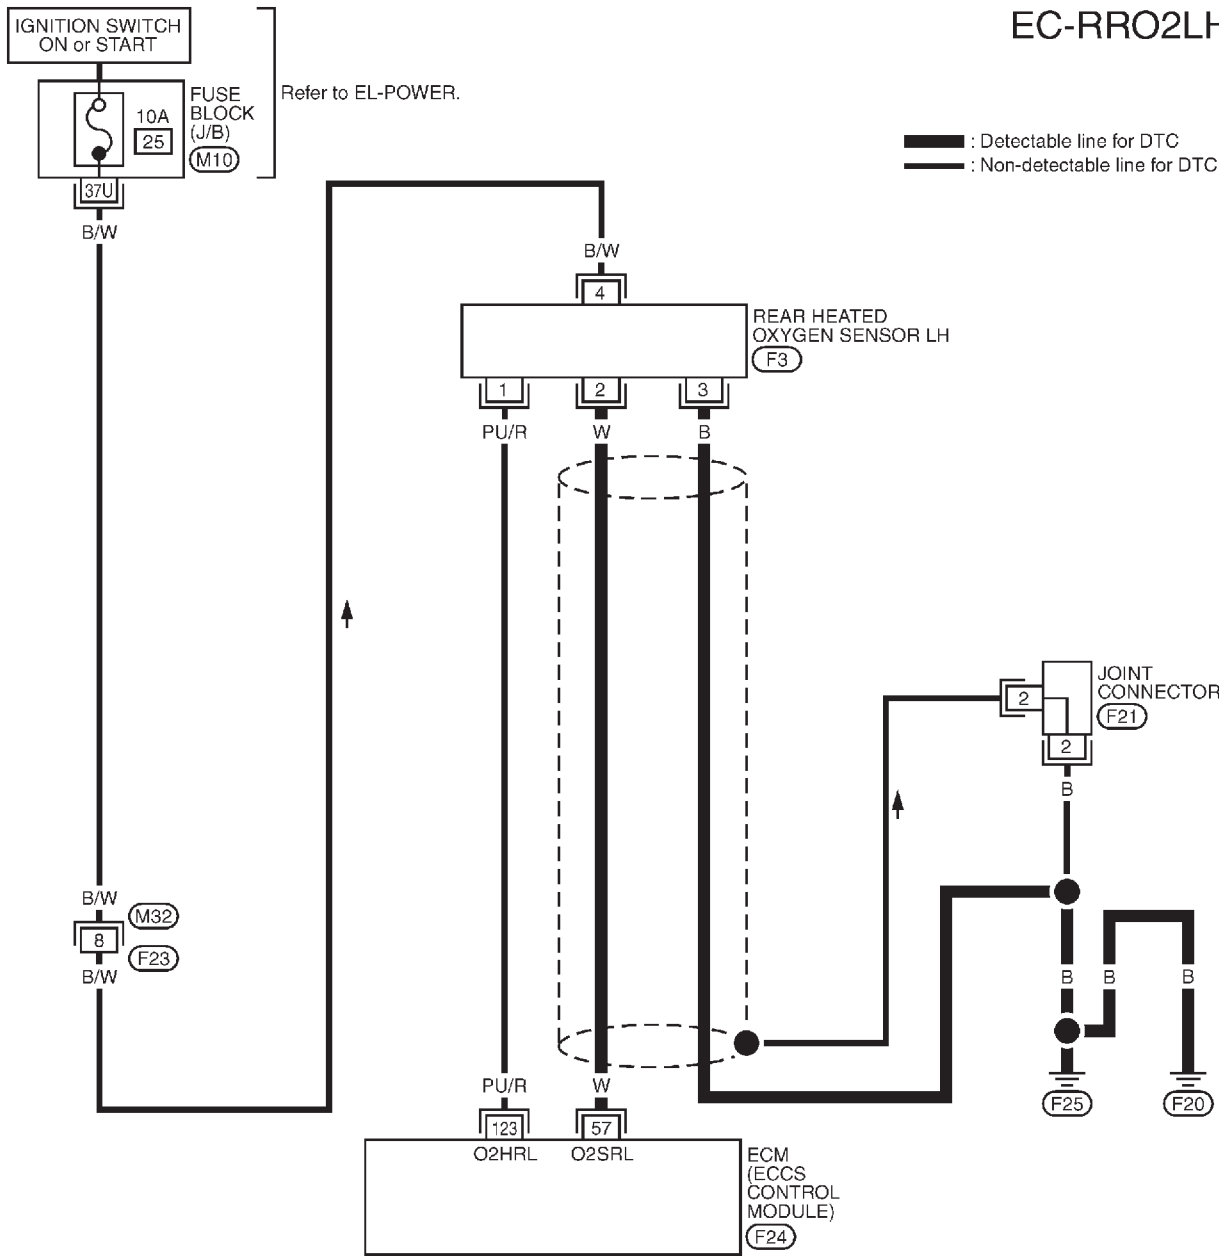 EC-RRO2LH
IGNITION SWITCH
ON or START
FUSE
BLOCK
(J/B)
M10
10A
25
Refer to EL-POWER.
37U
B/W
: Detectable line for DTC
: Non-detectable line for DTC
B/W
4
REAR HEATED
OXYGEN SENSOR LH
F3
1
2
3
PU/R
W
B
JOINT
CONNECTOR
F21
2
2
B
B/W
M32
8
F23
B/W
B
B
B
PU/R
W
F25
F20
123
57
O2HRL
O2SRL
ECM
(ECCS
CONTROL
MODULE)
F24